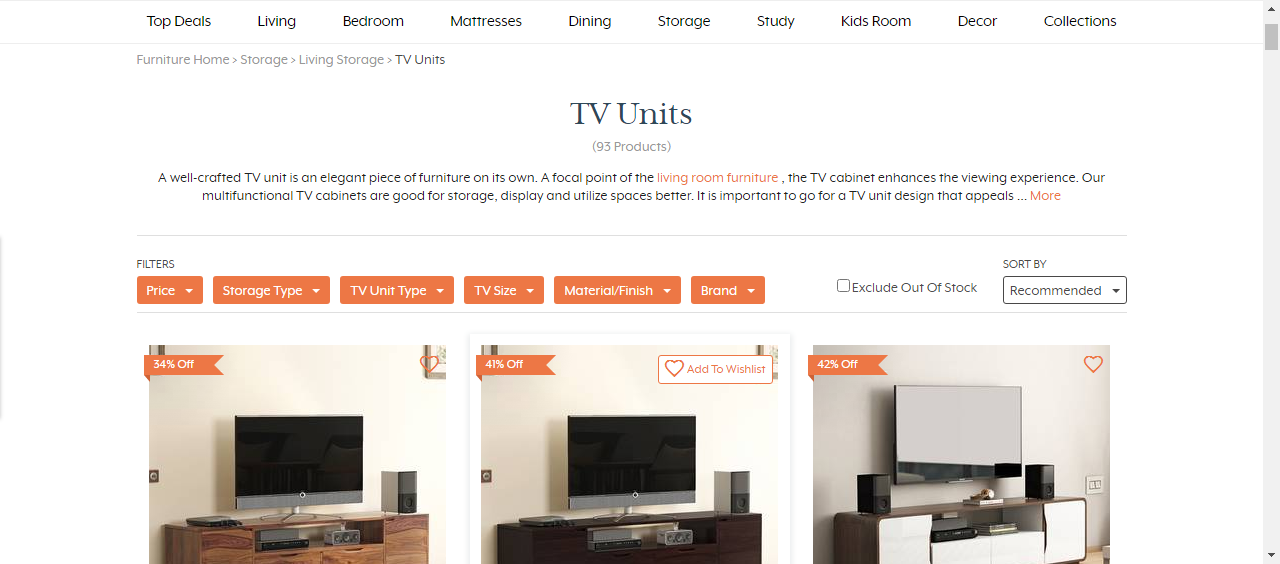 Top Deals Living Bedroom Mattresses Dining Storage Study Kids Room Decor Collections
Furniture Home > Storage > Living Storage > TV Units
TV Units
(93 Products)
A well-crafted TV unit is an elegant piece of furniture on its own. A focal point of the living room furniture , the TV cabinet enhances the viewing experience. Our
multifunctional TV cabinets are good for storage, display and utilize spaces better. It is important to go for a TV unit design that appeals ... More
FILTERS SORT BY
Price Storage Type TV Unit Type TV Size Material/Finish Brand Exclude Out Of Stock Recommended
34% Off 41% Off Add To Wishlist 42% Off